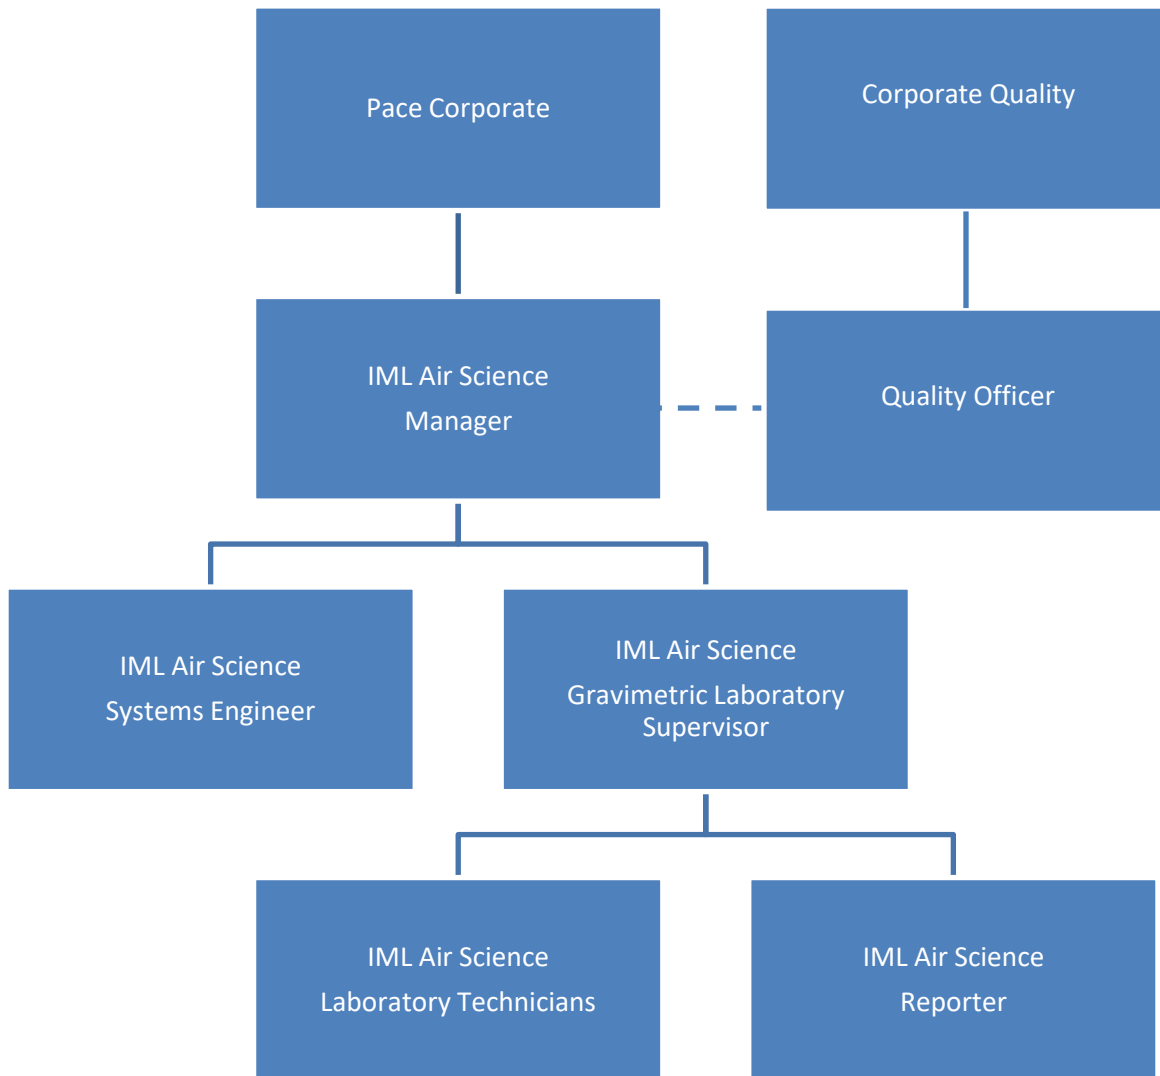 Pace Corporate
Corporate Quality
IML Air Science
Manager
Quality Officer
IML Air Science
Systems Engineer
IML Air Science
Gravimetric Laboratory
Supervisor
IML Air Science
Laboratory Technicians
IML Air Science
Reporter